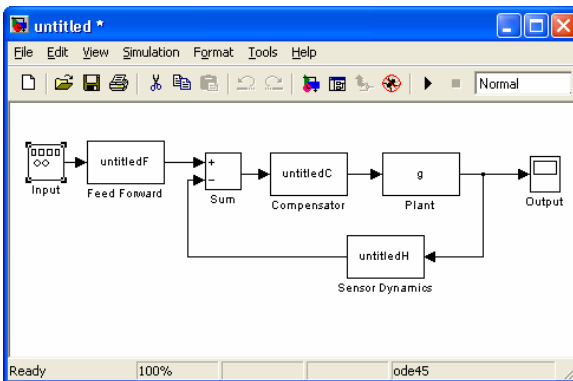 untitled *
File Edit View Simulation Format Tools Help
Normal
untitledF
+
−
untitledC
g
Input
Feed Forward
Sum
Compensator
Plant
Output
untitledH
Sensor Dynamics
Ready 100% ode45